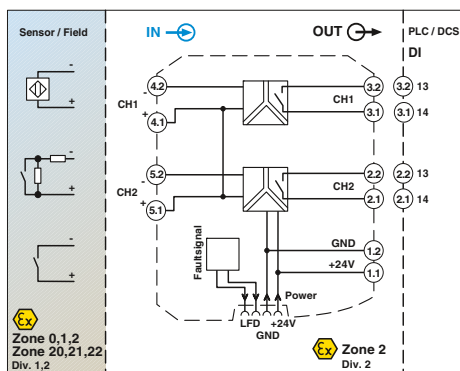 Sensor / Field
IN
OUT
PLC / DCS
DI
-
+
-
+
-
+
4.2
-
CH1
+
4.1
3.2
CH1
3.1
3.2 13
3.1 14
5.2
-
CH2
+
5.1
2.2
CH2
2.1
2.2 13
2.1 14
Faultsignal
GND
1.2
+24V
1.1
Power
LFD
+24V
GND
Ex
Zone 0,1,2
Zone 20,21,22
Div. 1,2
Ex
Zone 2
Div. 2